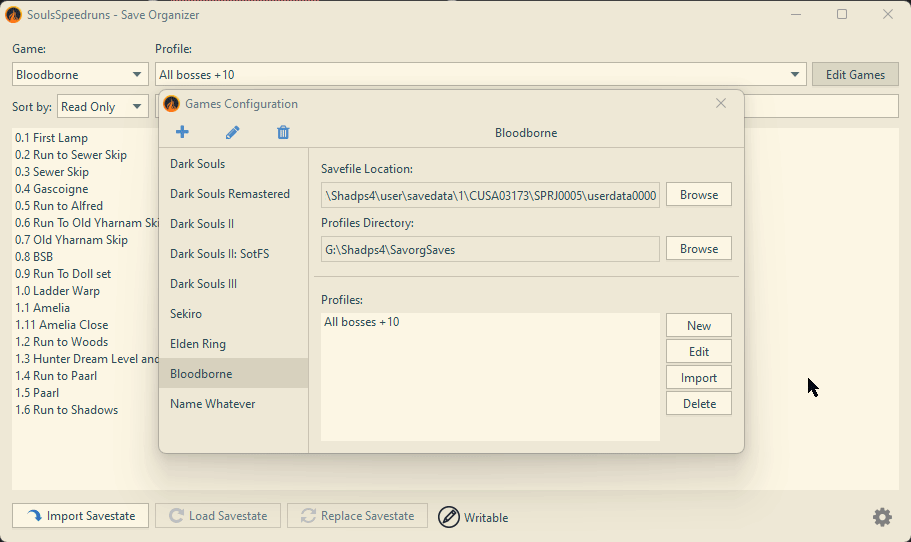 SoulsSpeedruns - Save Organizer
Game:
Profile:
Bloodborne
All bosses +10
Edit Games
Sort by:
Read Only
0.1 First Lamp
0.2 Run to Sewer Skip
0.3 Sewer Skip
0.4 Gascoigne
0.5 Run to Alfred
0.6 Run To Old Yharnam Ski
0.7 Old Yharnam Skip
0.8 BSB
0.9 Run To Doll set
1.0 Ladder Warp
1.1 Amelia
1.11 Amelia Close
1.2 Run to Woods
1.3 Hunter Dream Level and
1.4 Run to Paarl
1.5 Paarl
1.6 Run to Shadows
Games Configuration
Bloodborne
Dark Souls
Dark Souls Remastered
Dark Souls II
Dark Souls II: SotFS
Dark Souls III
Sekiro
Elden Ring
Bloodborne
Name Whatever
Savefile Location:
\Shadps4\user\savedata\1\CUSA03173\SPRJ0005\userdata0000
Browse
Profiles Directory:
G:\Shadps4\SavorgSaves
Browse
Profiles:
All bosses +10
New
Edit
Import
Delete
Import Savestate
Load Savestate
Replace Savestate
Writable